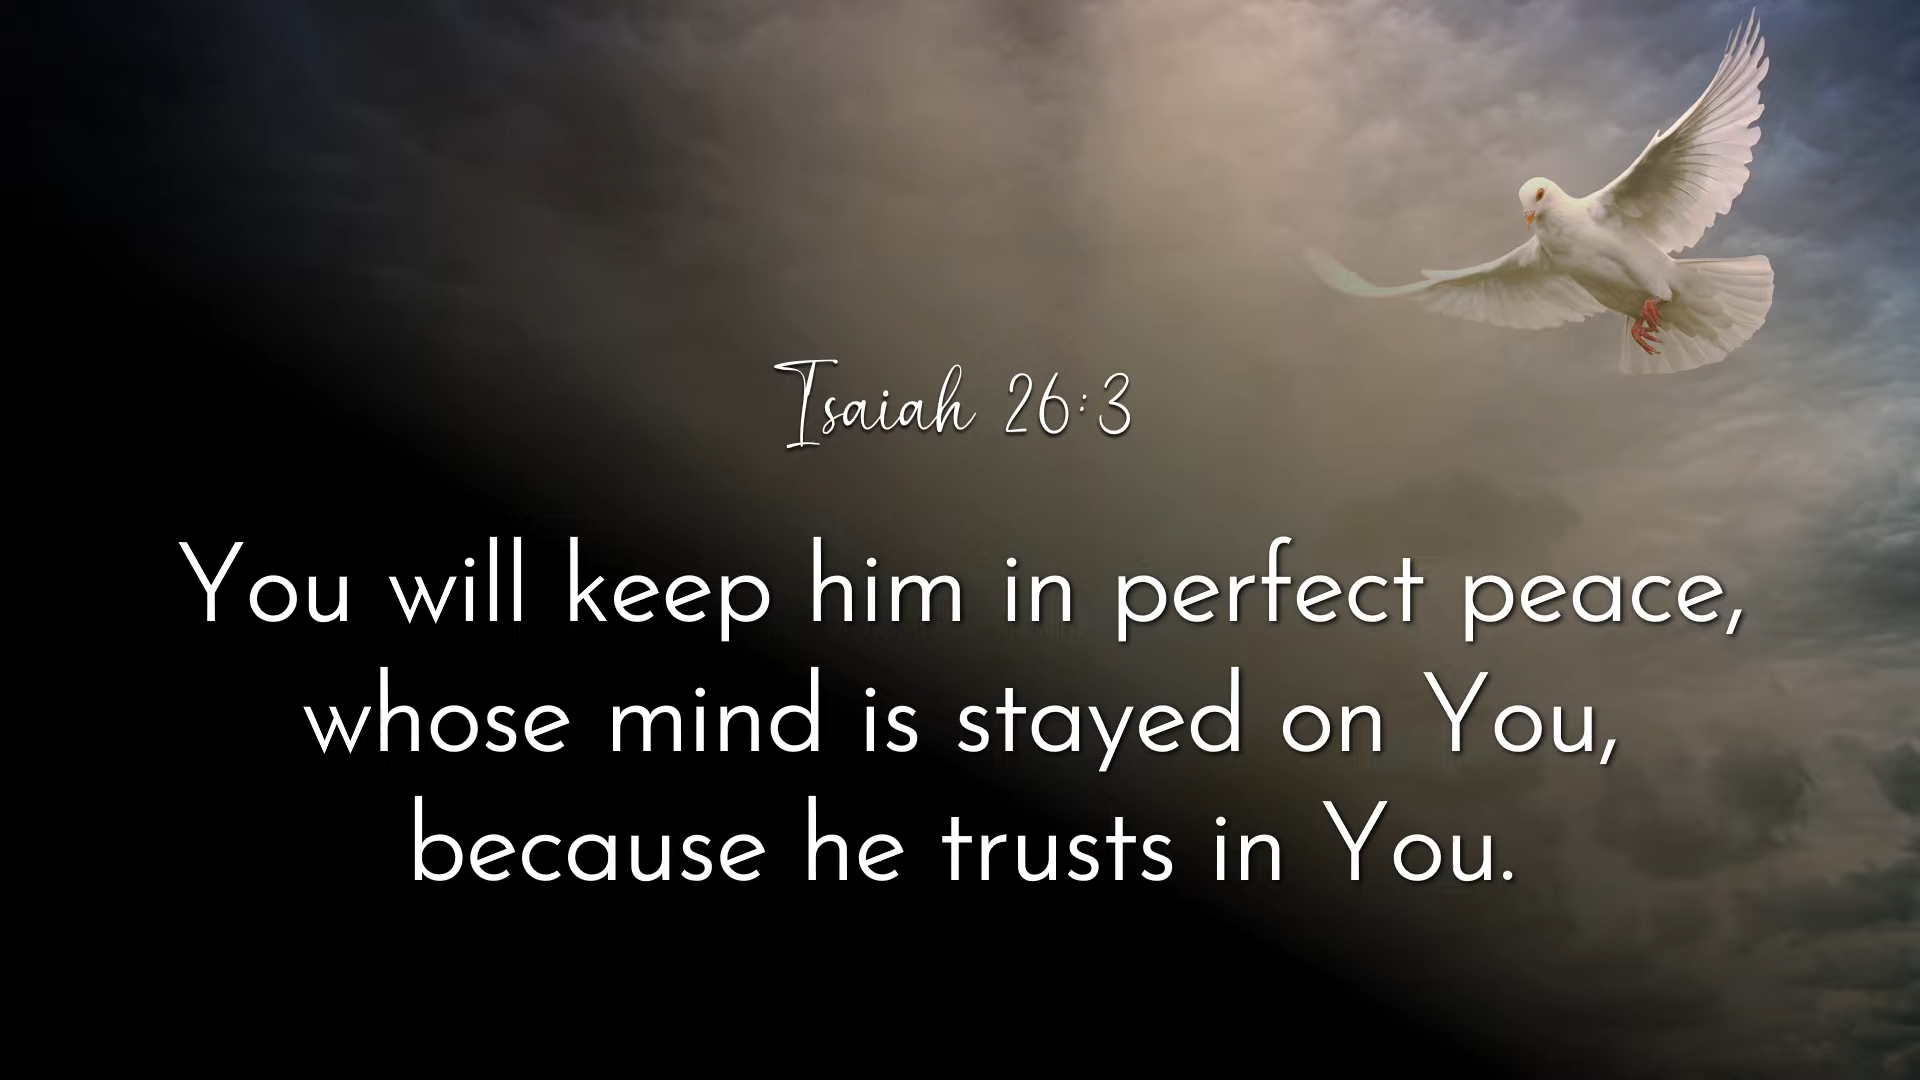 Isaiah 26:3
You will keep him in perfect peace,
whose mind is stayed on You,
because he trusts in You.